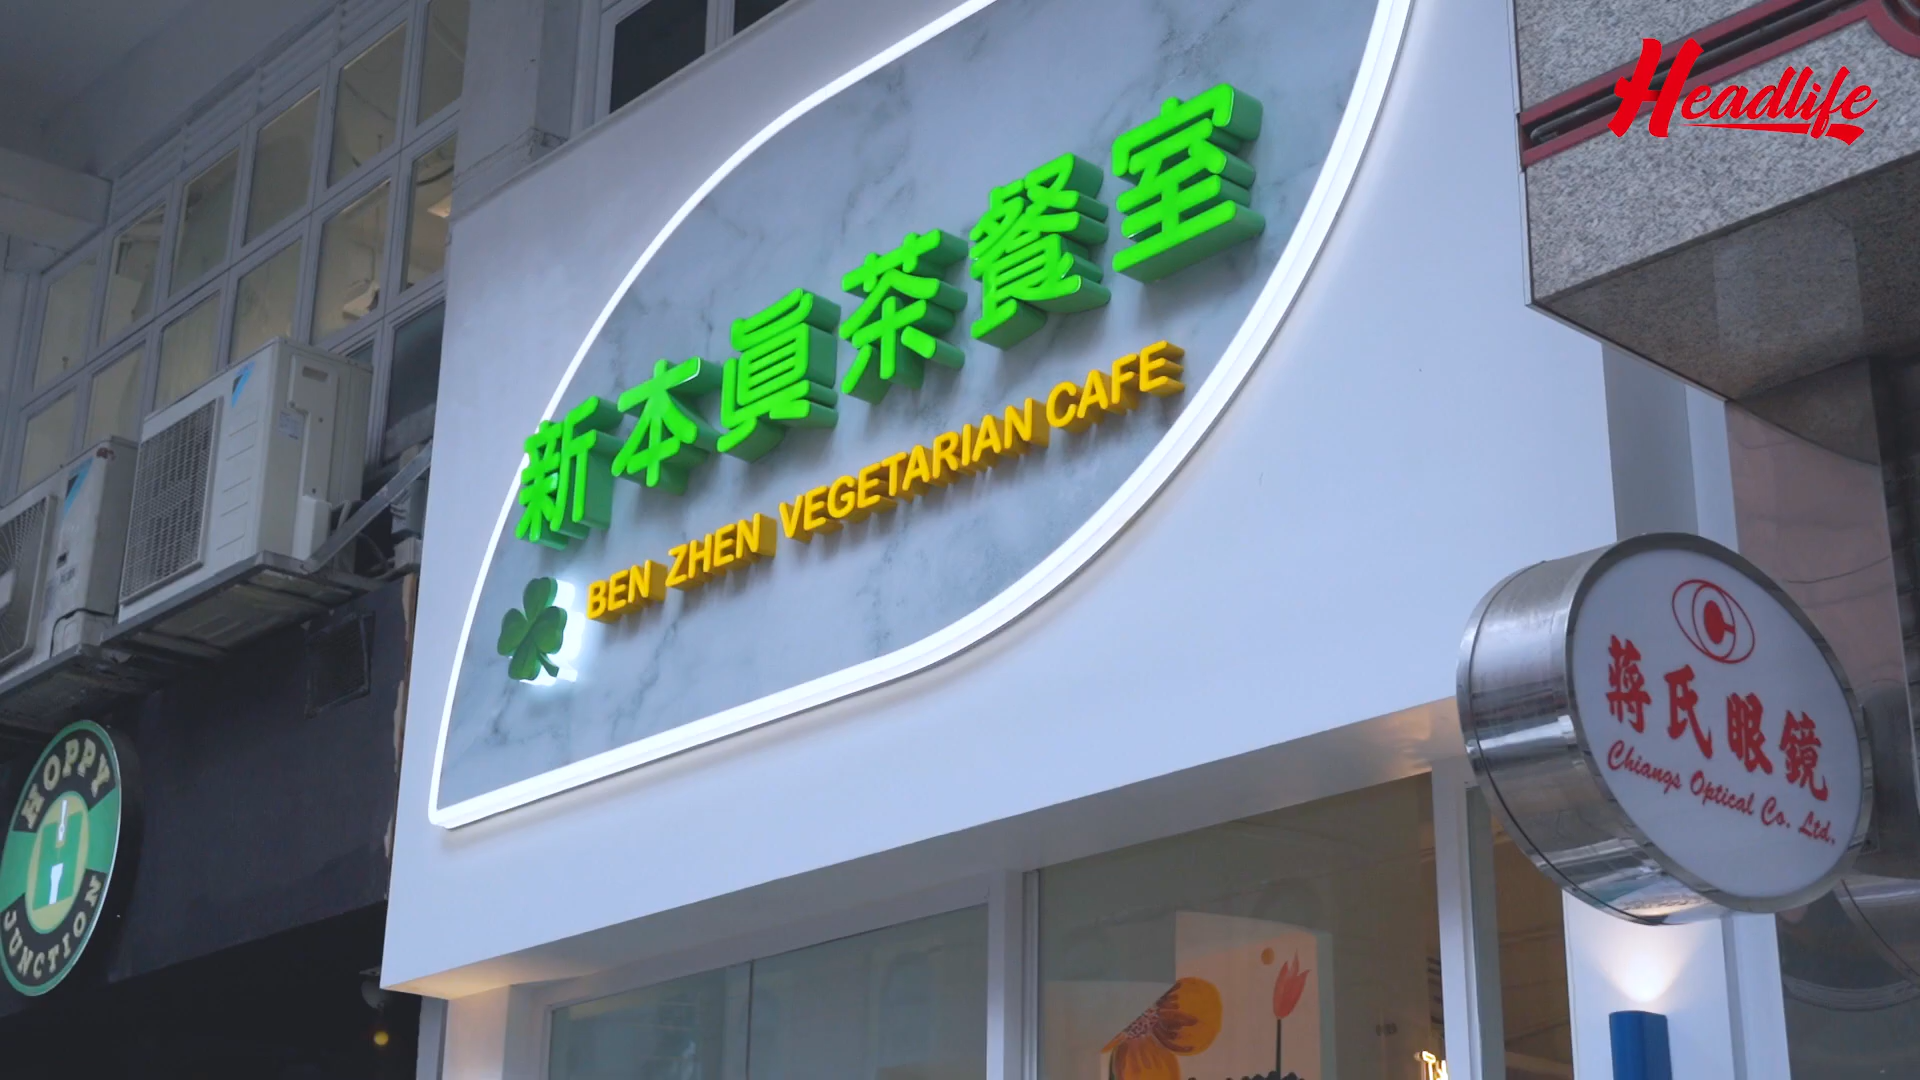 Headlife
新本眞茶餐室
BEN ZHEN VEGETARIAN CAFE
蔣氏眼鏡
Chiangs Optical Co. Ltd.
HOPPY
H
JUNCTION